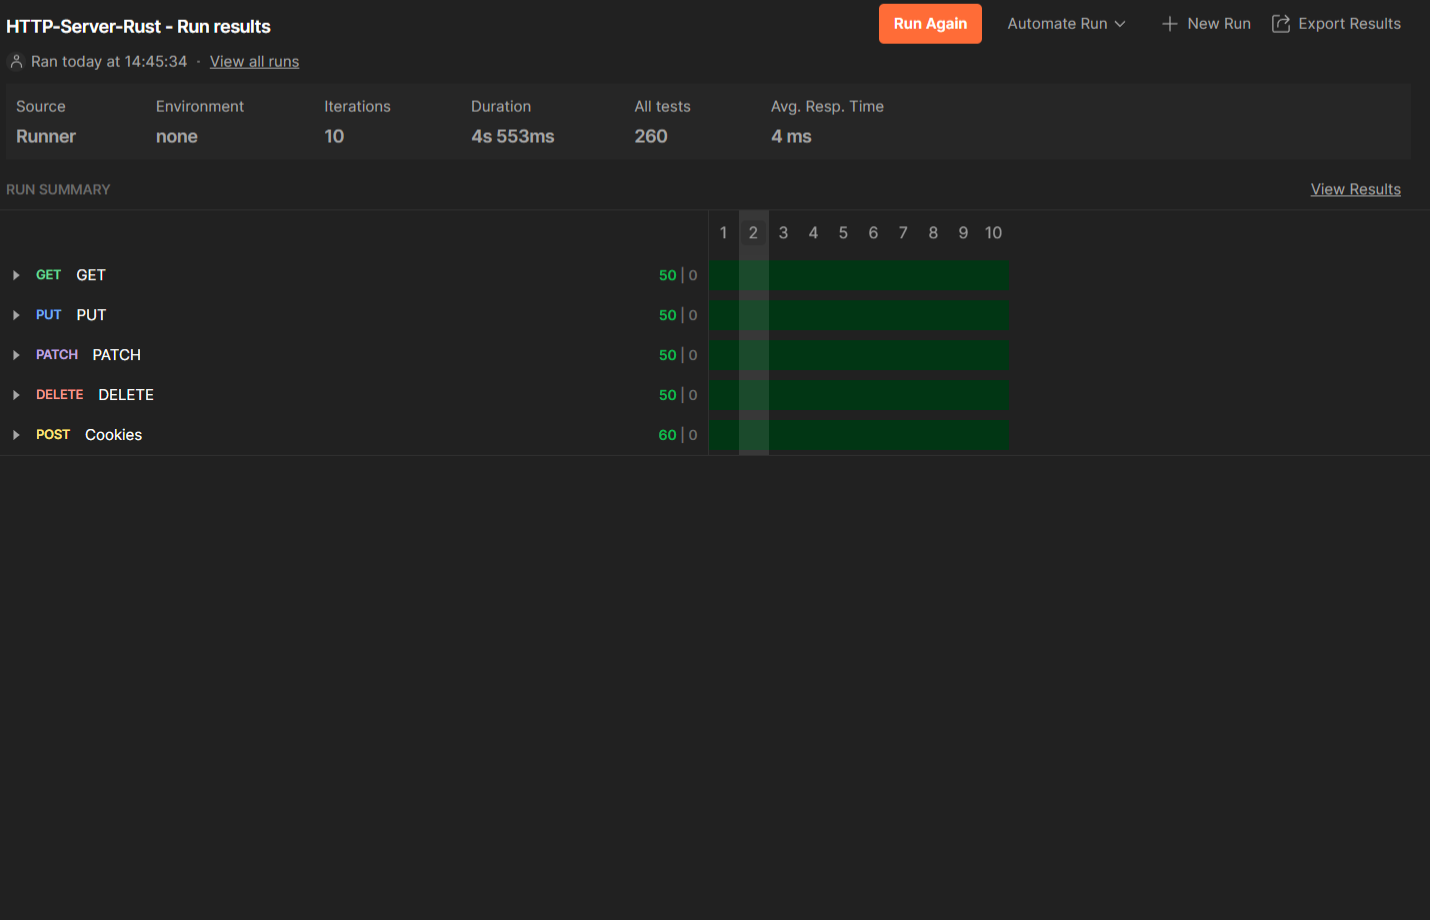 HTTP-Server-Rust - Run results
Run Again
Automate Run
New Run
Export Results
Ran today at 14:45:34 · View all runs
Source Environment Iterations Duration All tests Avg. Resp. Time
Runner none 10 4s 553ms 260 4 ms
RUN SUMMARY
View Results
1 2 3 4 5 6 7 8 9 10
GET GET 50 | 0
PUT PUT 50 | 0
PATCH PATCH 50 | 0
DELETE DELETE 50 | 0
POST Cookies 60 | 0